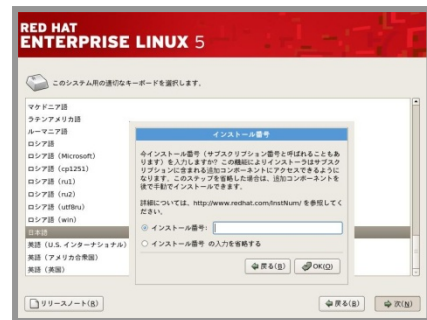 RED HAT
ENTERPRISE LINUX 5
このシステム用の適切なキーボードを選択します。
マケドニア語
ラテンアメリカ語
ルーマニア語
ロシア語
ロシア語 (Microsoft)
ロシア語 (cp1251)
ロシア語 (ru1)
ロシア語 (ru2)
ロシア語 (utf8ru)
ロシア語 (win)
日本語
英語 (U.S. インターナショナル)
英語 (アメリカ合衆国)
英語 (英国)
インストール番号
今インストール番号 (サブスクリプション番号と呼ばれることもあ
ります) を入力しますか? この機能によりインストーラはサブスク
リプションに含まれる追加コンポーネントにアクセスできるように
なります。このステップを省略した場合は、追加コンポーネントを
後で手動でインストールできます。
詳細については、http://www.redhat.com/InstNum/ を参照してく
ださい。
インストール番号:
インストール番号 の入力を省略する
戻る(B)
OK(O)
リリースノート(R)
戻る(B)
次(N)